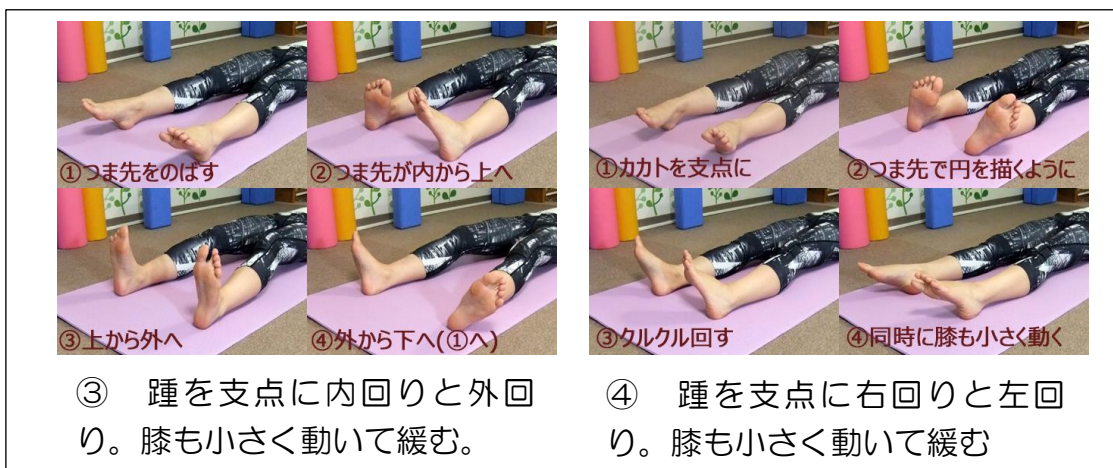 ①つま先をのばす
②つま先が内から上へ
③上から外へ
④外から下へ(①へ)
③　踵を支点に内回りと外回
り。膝も小さく動いて緩む。
①カカトを支点に
②つま先で円を描くように
③クルクル回す
④同時に膝も小さく動く
④　踵を支点に右回りと左回
り。膝も小さく動いて緩む